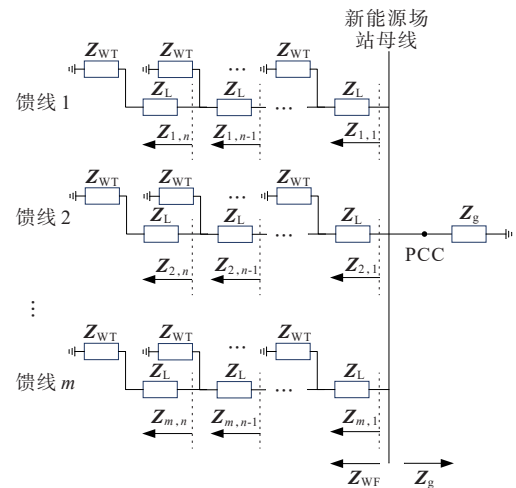 新能源场
站母线
Z_WT Z_WT … Z_WT
馈线 1 Z_L Z_L … Z_L
Z_1,n Z_1,n-1 Z_1,1
Z_WT Z_WT … Z_WT
馈线 2 Z_L Z_L … Z_L Z_g
PCC
Z_2,n Z_2,n-1 Z_2,1
⋮
Z_WT Z_WT … Z_WT
馈线 m Z_L Z_L … Z_L
Z_m,n Z_m,n-1 Z_m,1
Z_WF Z_g